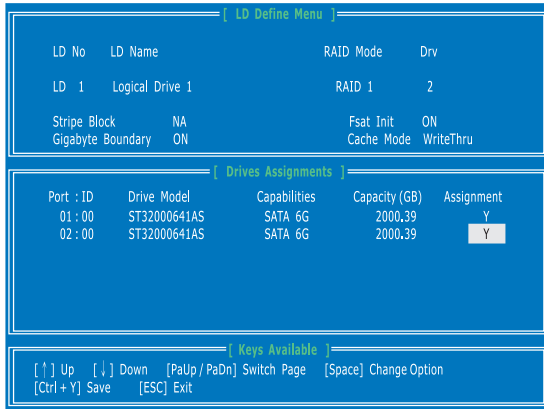 [ LD Define Menu ]
LD No LD Name RAID Mode Drv
LD 1 Logical Drive 1 RAID 1 2
Stripe Block NA Fsat Init ON
Gigabyte Boundary ON Cache Mode WriteThru
[ Drives Assignments ]
Port : ID Drive Model Capabilities Capacity (GB) Assignment
01 : 00 ST32000641AS SATA 6G 2000.39 Y
02 : 00 ST32000641AS SATA 6G 2000.39 Y
[ Keys Available ]
[↑] Up [↓] Down [PaUp / PaDn] Switch Page [Space] Change Option
[Ctrl + Y] Save [ESC] Exit